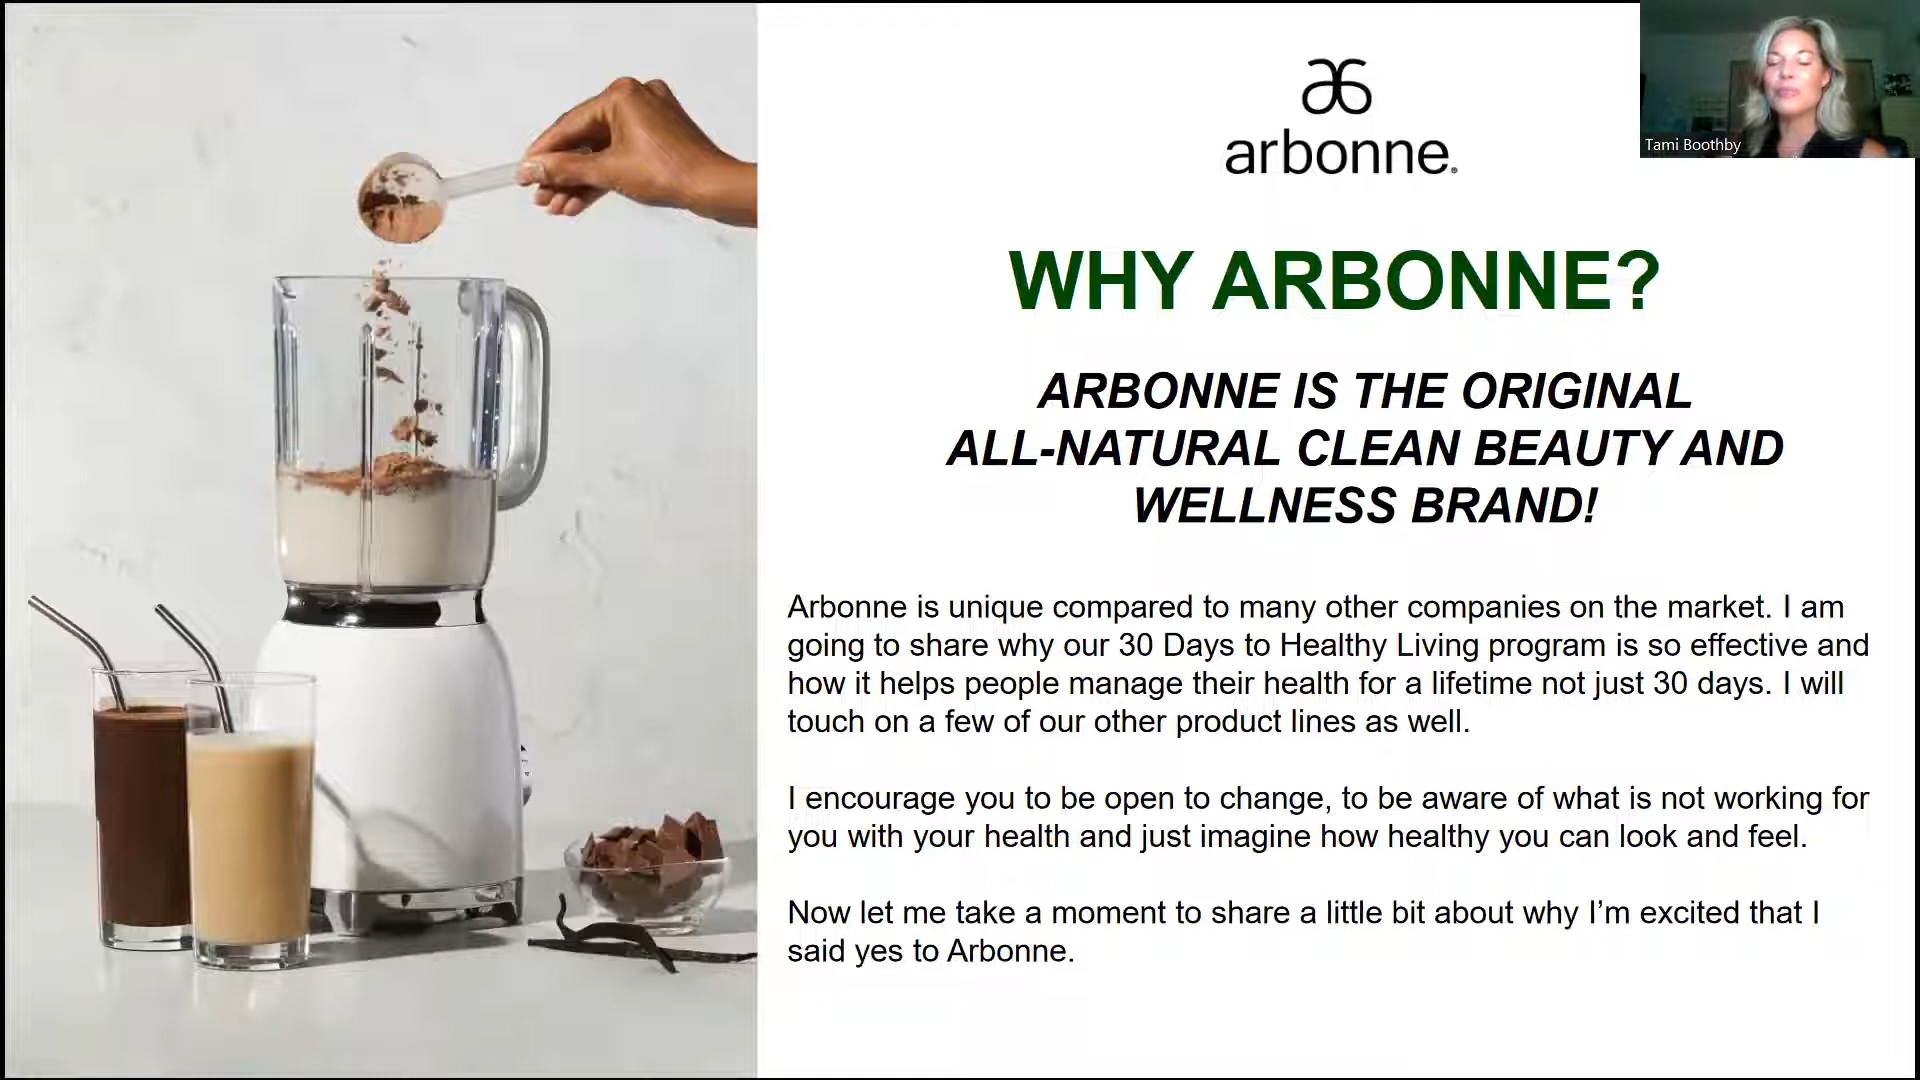 arbonne.
Tami Boothby
WHY ARBONNE?
ARBONNE IS THE ORIGINAL
ALL-NATURAL CLEAN BEAUTY AND
WELLNESS BRAND!
Arbonne is unique compared to many other companies on the market. I am
going to share why our 30 Days to Healthy Living program is so effective and
how it helps people manage their health for a lifetime not just 30 days. I will
touch on a few of our other product lines as well.
I encourage you to be open to change, to be aware of what is not working for
you with your health and just imagine how healthy you can look and feel.
Now let me take a moment to share a little bit about why I’m excited that I
said yes to Arbonne.